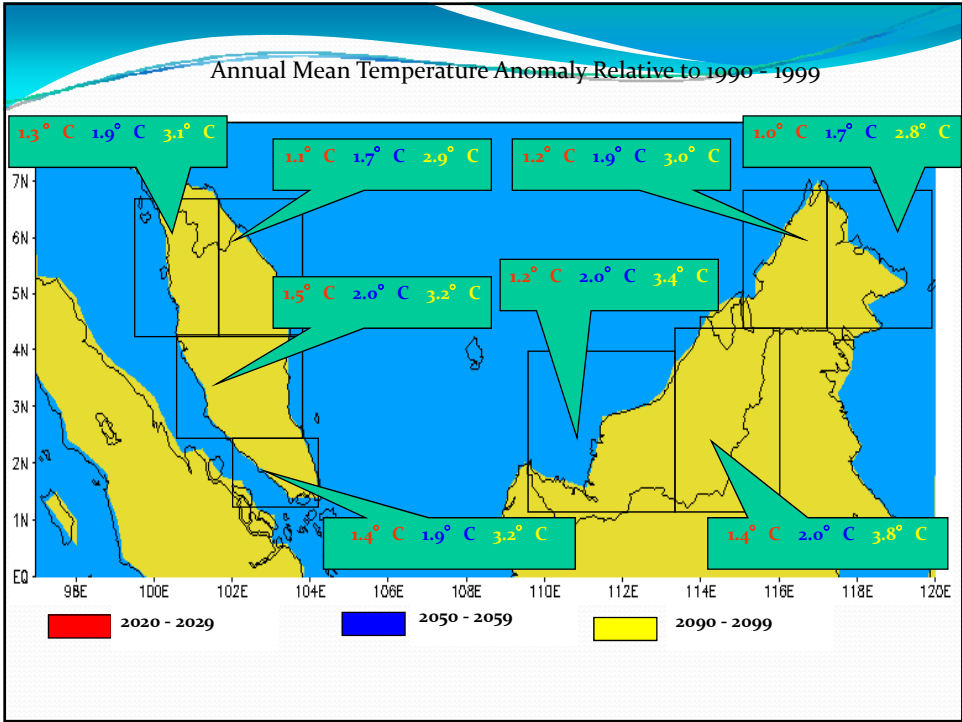 Annual Mean Temperature Anomaly Relative to 1990 - 1999
1.3° C 1.9° C 3.1° C
1.1° C 1.7° C 2.9° C
1.2° C 1.9° C 3.0° C
1.0° C 1.7° C 2.8° C
1.5° C 2.0° C 3.2° C
1.2° C 2.0° C 3.4° C
1.4° C 1.9° C 3.2° C
1.4° C 2.0° C 3.8° C
7N
6N
5N
4N
3N
2N
1N
EQ
98E 100E 102E 104E 106E 108E 110E 112E 114E 116E 118E 120E
2020 - 2029 2050 - 2059 2090 - 2099